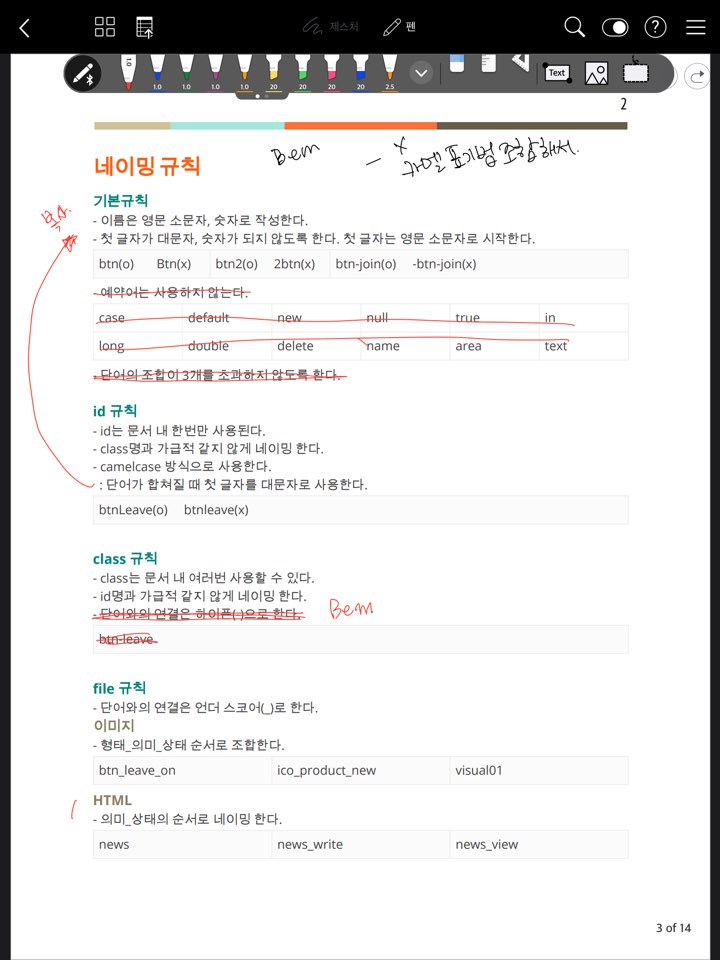 제스처 펜
1.0 1.0 1.0 1.0 1.0 20 20 20 20 2.5 Text
2
Bem
- x
카멜 표기법 조합해서.
네이밍 규칙
기본규칙
- 이름은 영문 소문자, 숫자로 작성한다.
- 첫 글자가 대문자, 숫자가 되지 않도록 한다. 첫 글자는 영문 소문자로 시작한다.
btn(o) Btn(x) btn2(o) 2btn(x) btn-join(o) -btn-join(x)
- 예약어는 사용하지 않는다.
case default new null true in
long double delete name area text
- 단어의 조합이 3개를 초과하지 않도록 한다.
id 규칙
- id는 문서 내 한번만 사용된다.
- class명과 가급적 같지 않게 네이밍 한다.
- camelcase 방식으로 사용한다.
: 단어가 합쳐질 때 첫 글자를 대문자로 사용한다.
btnLeave(o) btnleave(x)
class 규칙
- class는 문서 내 여러번 사용할 수 있다.
- id명과 가급적 같지 않게 네이밍 한다.
- 단어와의 연결은 하이픈(-)으로 한다.
Bem
btn-leave
file 규칙
- 단어와의 연결은 언더 스코어(_)로 한다.
이미지
- 형태_의미_상태 순서로 조합한다.
btn_leave_on ico_product_new visual01
HTML
- 의미_상태의 순서로 네이밍 한다.
news news_write news_view
3 of 14